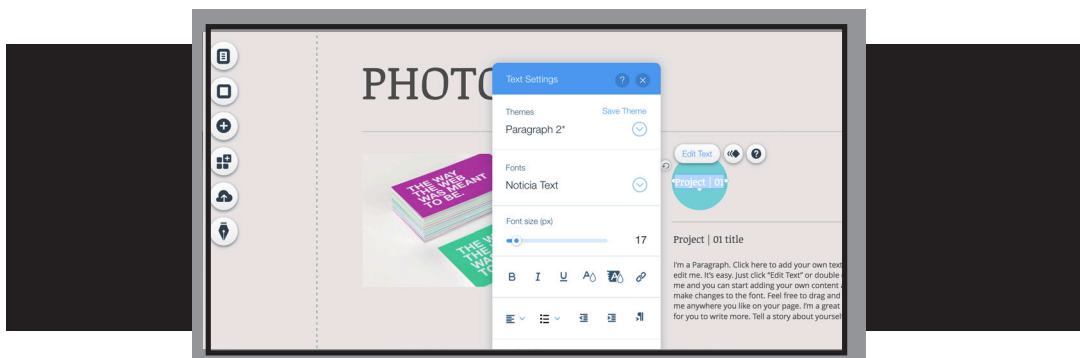 PHOTO
Text Settings
?
Themes
Save Theme
Paragraph 2*
Fonts
Noticia Text
Font size (px)
17
B I U A A
THE WAY
THE WEB
WAS MEANT
TO BE.
THE
THE
WAS
Edit Text
?
Project | 01
Project | 01 title
I'm a Paragraph. Click here to add your own text
edit me. It's easy. Just click "Edit Text" or double
me and you can start adding your own content
make changes to the font. Feel free to drag and
me anywhere you like on your page. I'm a great
for you to write more. Tell a story about yourself